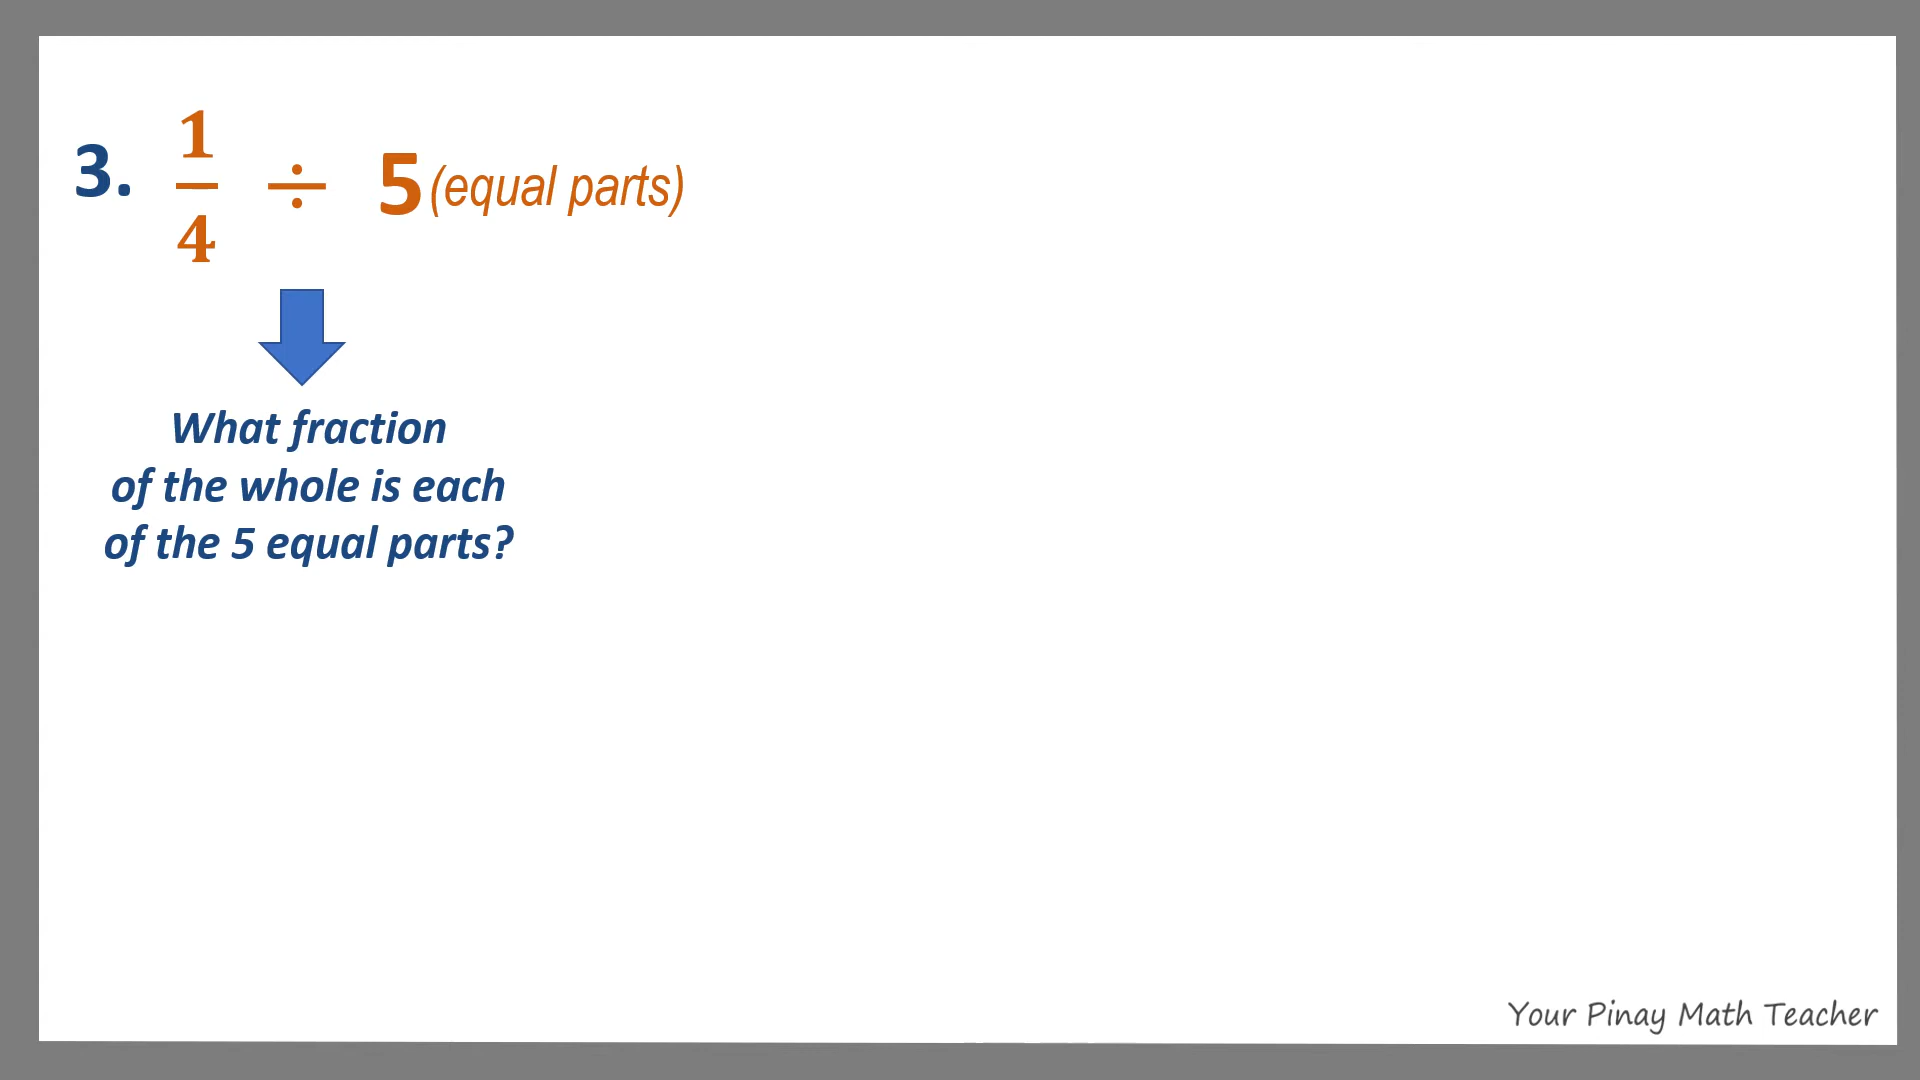 3. 1/4 ÷ 5 (equal parts)
What fraction
of the whole is each
of the 5 equal parts?
Your Pinay Math Teacher